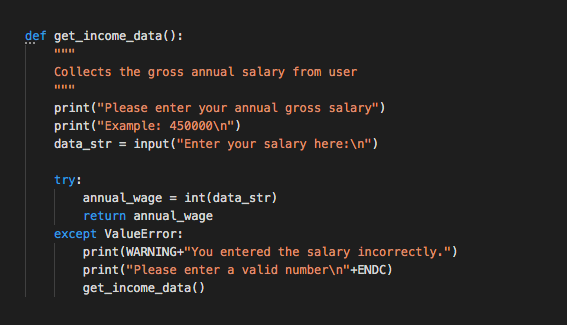 def get_income_data():
"""
Collects the gross annual salary from user
"""
print("Please enter your annual gross salary")
print("Example: 450000\n")
data_str = input("Enter your salary here:\n")
try:
annual_wage = int(data_str)
return annual_wage
except ValueError:
print(WARNING+"You entered the salary incorrectly.")
print("Please enter a valid number\n"+ENDC)
get_income_data()